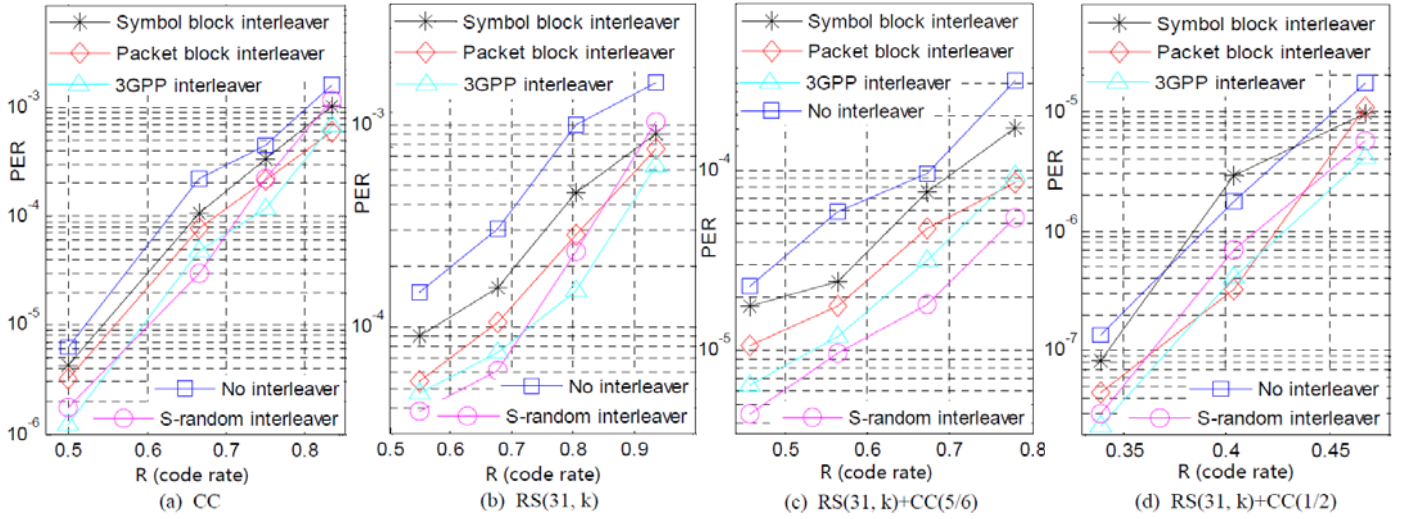 Symbol block interleaver
Packet block interleaver
3GPP interleaver
10^-3
10^-4
10^-5
10^-6
PER
No interleaver
S-random interleaver
0.5 0.6 0.7 0.8
R (code rate)
(a) CC
Symbol block interleaver
Packet block interleaver
3GPP interleaver
10^-3
10^-4
PER
No interleaver
S-random interleaver
0.5 0.6 0.7 0.8 0.9
R (code rate)
(b) RS(31, k)
Symbol block interleaver
Packet block interleaver
3GPP interleaver
No interleaver
10^-4
10^-5
PER
S-random interleaver
0.5 0.6 0.7 0.8
R (code rate)
(c) RS(31, k)+CC(5/6)
Symbol block interleaver
Packet block interleaver
3GPP interleaver
10^-5
10^-6
10^-7
PER
No interleaver
S-random interleaver
0.35 0.40 0.45
R (code rate)
(d) RS(31, k)+CC(1/2)